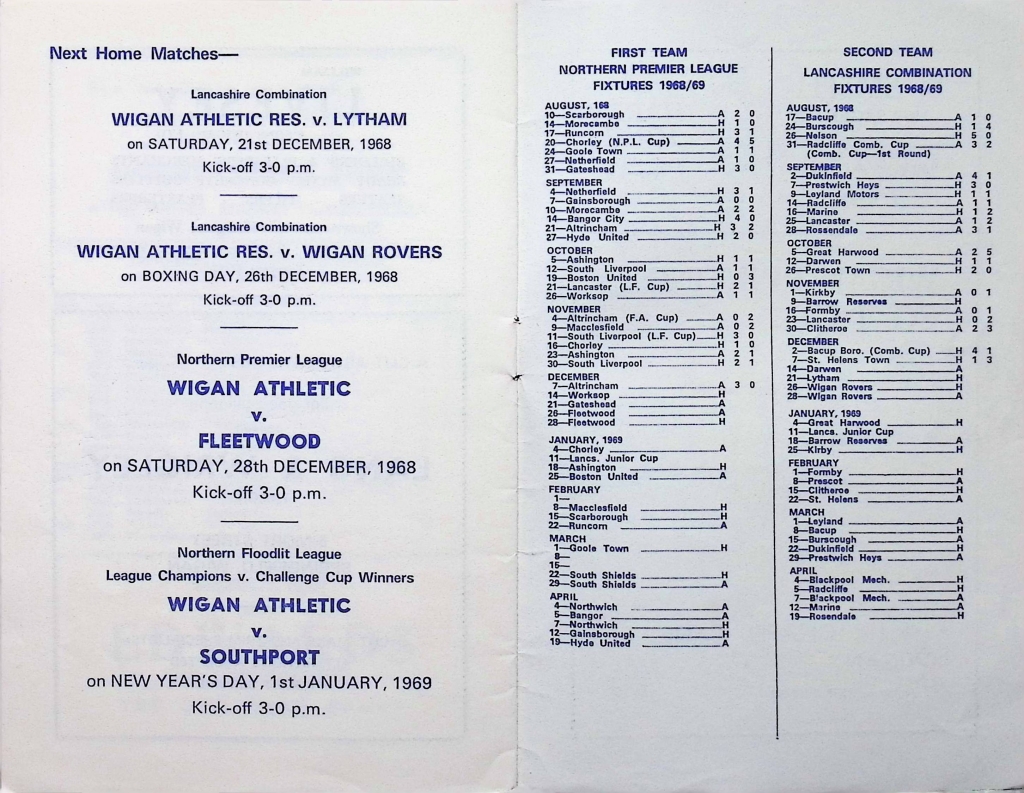 Next Home Matches—
Lancashire Combination
WIGAN ATHLETIC RES. v. LYTHAM
on SATURDAY, 21st DECEMBER, 1968
Kick-off 3-0 p.m.
Lancashire Combination
WIGAN ATHLETIC RES. v. WIGAN ROVERS
on BOXING DAY, 26th DECEMBER, 1968
Kick-off 3-0 p.m.
Northern Premier League
WIGAN ATHLETIC
v.
FLEETWOOD
on SATURDAY, 28th DECEMBER, 1968
Kick-off 3-0 p.m.
Northern Floodlit League
League Champions v. Challenge Cup Winners
WIGAN ATHLETIC
v.
SOUTHPORT
on NEW YEAR'S DAY, 1st JANUARY, 1969
Kick-off 3-0 p.m.
FIRST TEAM
NORTHERN PREMIER LEAGUE
FIXTURES 1968/69
AUGUST, 168
10—Scarborough A 2 0
14—Morecambe H 1 0
17—Runcorn H 3 1
20—Chorley (N.P.L. Cup) A 4 5
24—Goole Town A 1 1
27—Netherfield A 1 0
31—Gateshead H 3 0
SEPTEMBER
4—Netherfield H 3 1
7—Gainsborough A 0 0
10—Morecambe A 2 2
14—Bangor City H 4 0
21—Altrincham H 3 2
27—Hyde United H 2 0
OCTOBER
5—Ashington H 1 1
12—South Liverpool A 1 1
19—Boston United H 0 3
21—Lancaster (L.F. Cup) H 2 1
26—Worksop A 1 1
NOVEMBER
4—Altrincham (F.A. Cup) A 0 2
9—Macclesfield A 0 2
11—South Liverpool (L.F. Cup) H 3 0
16—Chorley H 1 0
23—Ashington A 2 1
30—South Liverpool H 2 1
DECEMBER
7—Altrincham A 3 0
14—Worksop H
21—Gateshead A
26—Fleetwood A
28—Fleetwood H
JANUARY, 1969
4—Chorley A
11—Lancs. Junior Cup
18—Ashington H
25—Boston United A
FEBRUARY
1—
8—Macclesfield H
15—Scarborough H
22—Runcorn A
MARCH
1—Goole Town H
8—
15—
22—South Shields H
29—South Shields A
APRIL
4—Northwich A
5—Bangor A
7—Northwich H
12—Gainsborough H
19—Hyde United A
SECOND TEAM
LANCASHIRE COMBINATION
FIXTURES 1968/69
AUGUST, 1968
17—Bacup A 1 0
24—Burscough H 1 4
26—Nelson H 5 0
31—Radcliffe Comb. Cup A 3 2
(Comb. Cup—1st Round)
SEPTEMBER
2—Dukinfield A 4 1
7—Prestwich Heys H 3 0
9—Leyland Motors H 1 1
14—Radcliffe A 1 1
16—Marine H 1 2
25—Lancaster A 1 2
28—Rossendale A 3 1
OCTOBER
5—Great Harwood A 2 5
12—Darwen H 1 1
26—Prescot Town H 2 0
NOVEMBER
1—Kirkby A 0 1
9—Barrow Reserves H
16—Formby A 0 1
23—Lancaster H 0 2
30—Clitheroe A 2 3
DECEMBER
2—Bacup Boro. (Comb. Cup) H 4 1
7—St. Helens Town H 1 3
14—Darwen A
21—Lytham H
26—Wigan Rovers H
28—Wigan Rovers A
JANUARY, 1969
4—Great Harwood H
11—Lancs. Junior Cup
18—Barrow Reserves A
25—Kirby H
FEBRUARY
1—Formby H
8—Prescot A
15—Clitheroe H
22—St. Helens A
MARCH
1—Leyland A
8—Bacup H
15—Burscough A
22—Dukinfield H
29—Prestwich Heys A
APRIL
4—Blackpool Mech. H
5—Radcliffe H
7—Blackpool Mech. A
12—Marine A
19—Rosendale H